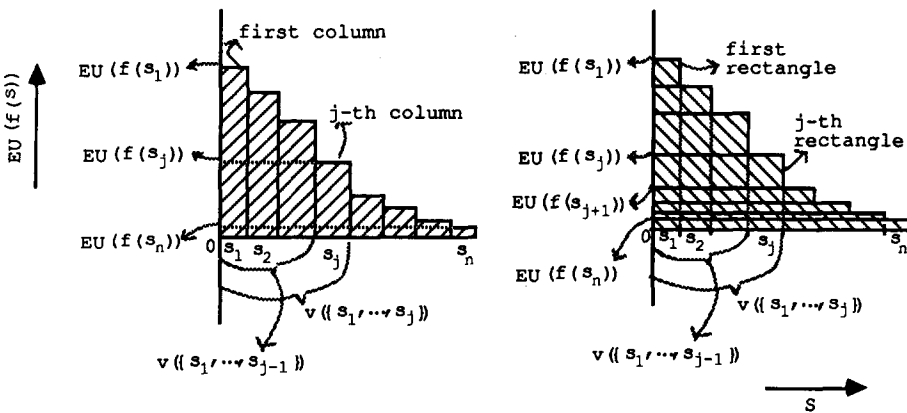 first column
EU(f(s1))
j-th column
EU(f(sj))
EU(f(sn))
0
s1
s2
sj
sn
v({s1,...,sj})
v({s1,...,sj-1})
EU(f(S))
first
rectangle
EU(f(s1))
j-th
rectangle
EU(f(sj))
EU(f(sj+1))
0
s1
s2
sj
sn
EU(f(sn))
v({s1,...,sj})
v({s1,...,sj-1})
S